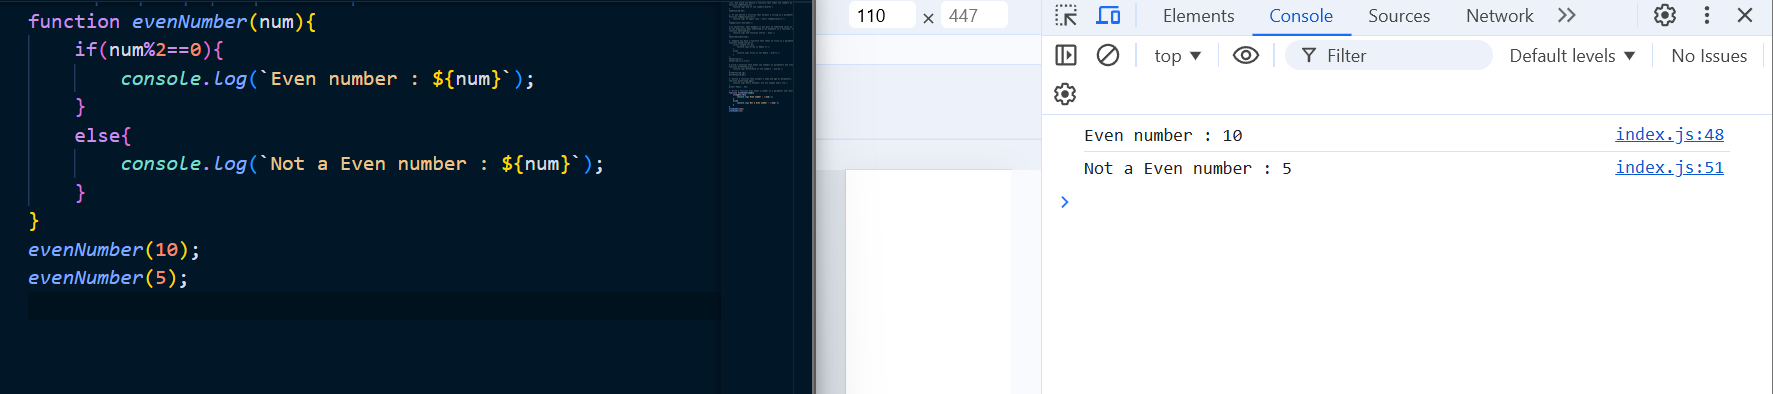 function evenNumber(num){
if(num%2==0){
console.log(`Even number : ${num}`);
}
else{
console.log(`Not a Even number : ${num}`);
}
}
evenNumber(10);
evenNumber(5);
110 × 447
Elements Console Sources Network
top Filter Default levels No Issues
Even number : 10 index.js:48
Not a Even number : 5 index.js:51